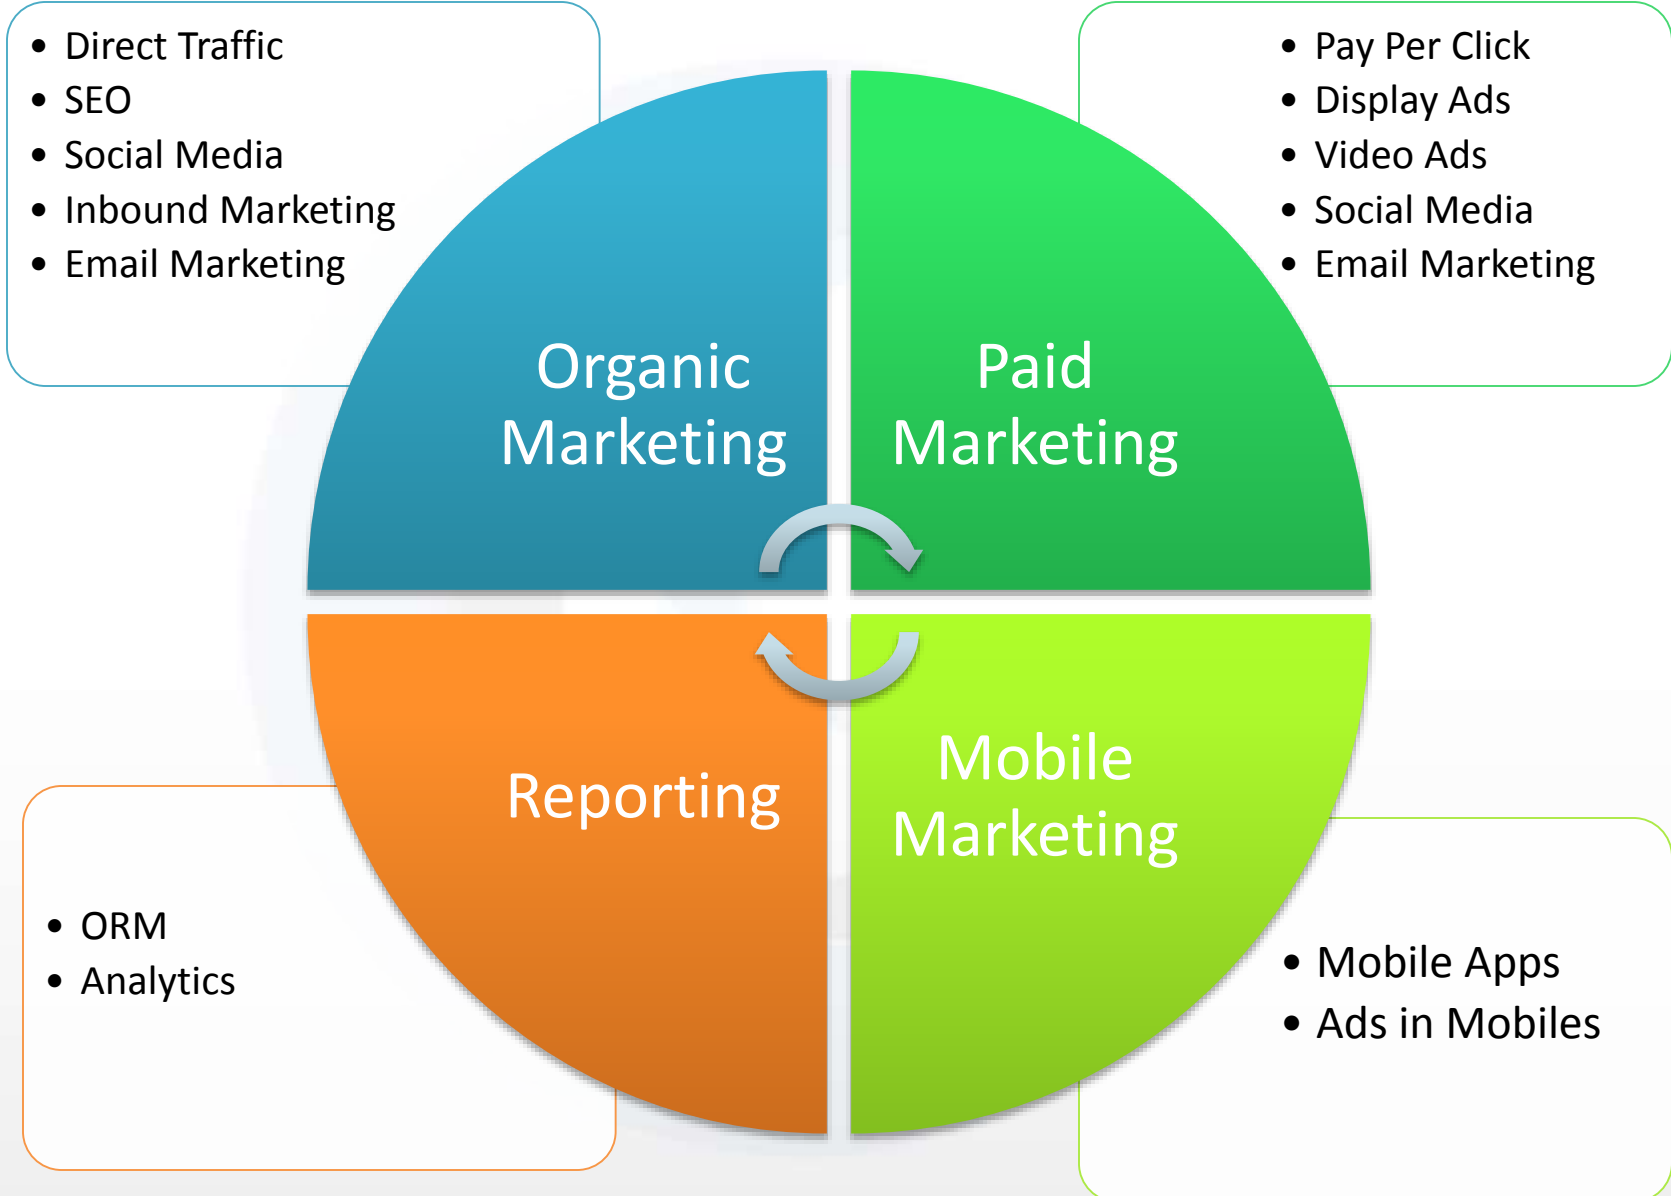 • Direct Traffic
• SEO
• Social Media
• Inbound Marketing
• Email Marketing
• Pay Per Click
• Display Ads
• Video Ads
• Social Media
• Email Marketing
Organic
Marketing
Paid
Marketing
Reporting
Mobile
Marketing
• ORM
• Analytics
• Mobile Apps
• Ads in Mobiles